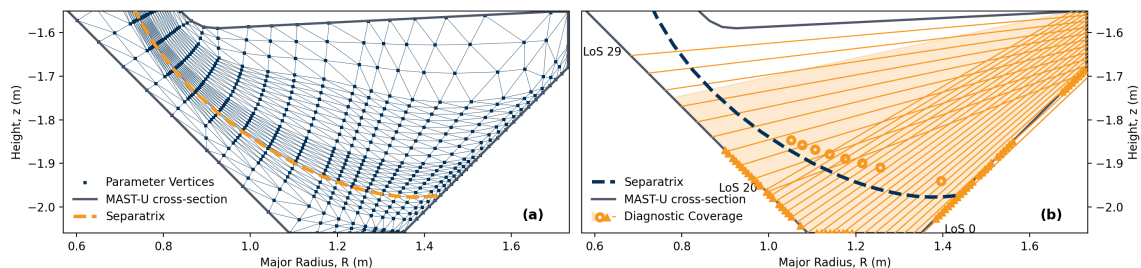 −1.6
−1.7
−1.8
−1.9
−2.0
Height, z (m)
0.6 0.8 1.0 1.2 1.4 1.6
Major Radius, R (m)
Parameter Vertices
MAST-U cross-section
Separatrix
(a)
LoS 29
LoS 20
LoS 0
Separatrix
MAST-U cross-section
Diagnostic Coverage
(b)
0.6 0.8 1.0 1.2 1.4 1.6
Major Radius, R (m)
−1.6
−1.7
−1.8
−1.9
−2.0
Height, z (m)